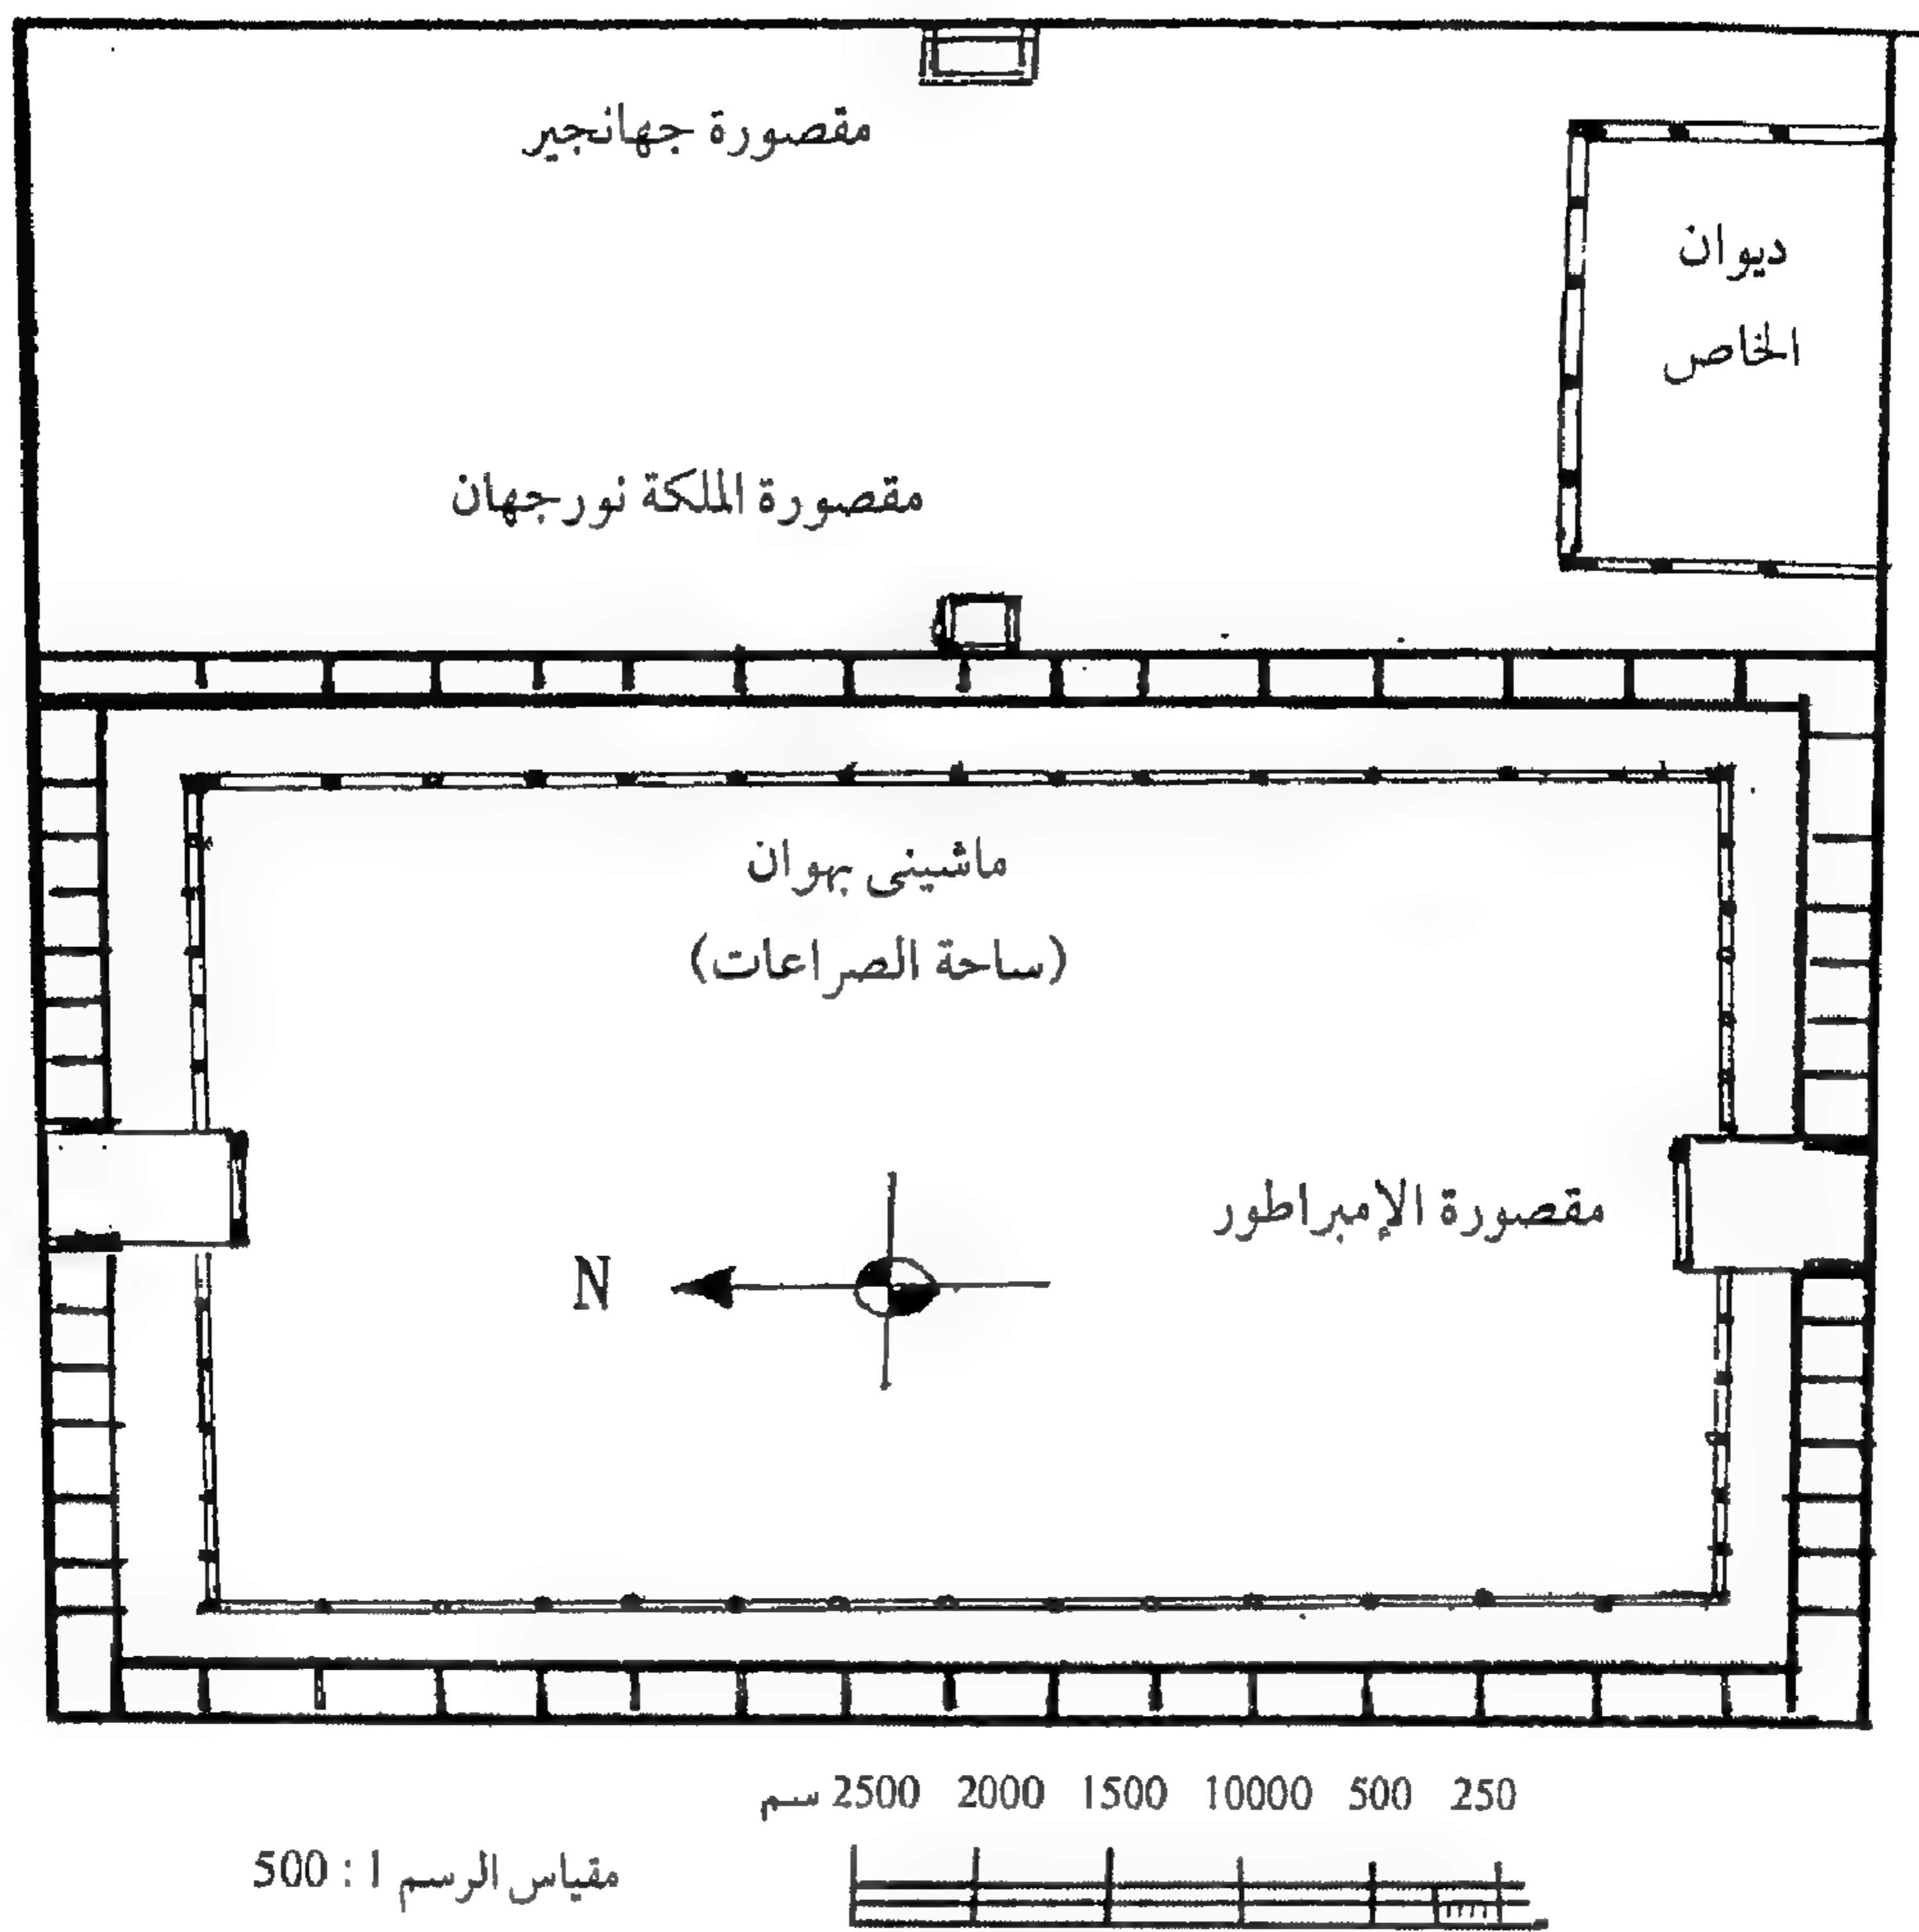 مقصورة جهانجير
ديوان
الخاص
مقصورة الملكة نورجهان
ماشيني بهوان
(ساحة الصراعات)
مقصورة الإمبراطور
N
250 500 10000 1500 2000 2500 سم
مقياس الرسم 1 : 500